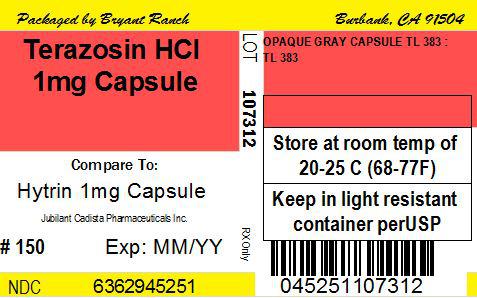 Packaged by Bryant Ranch
Burbank, CA 91504
Terazosin HCl
1mg Capsule
Compare To:
Hytrin 1mg Capsule
Jubilant Cadista Pharmaceuticals Inc.
# 150
Exp: MM/YY
NDC
6362945251
LOT
107312
RXOnly
OPAQUE GRAY CAPSULE TL 383 :
TL 383
Store at room temp of
20-25 C (68-77F)
Keep in light resistant
container perUSP
045251107312